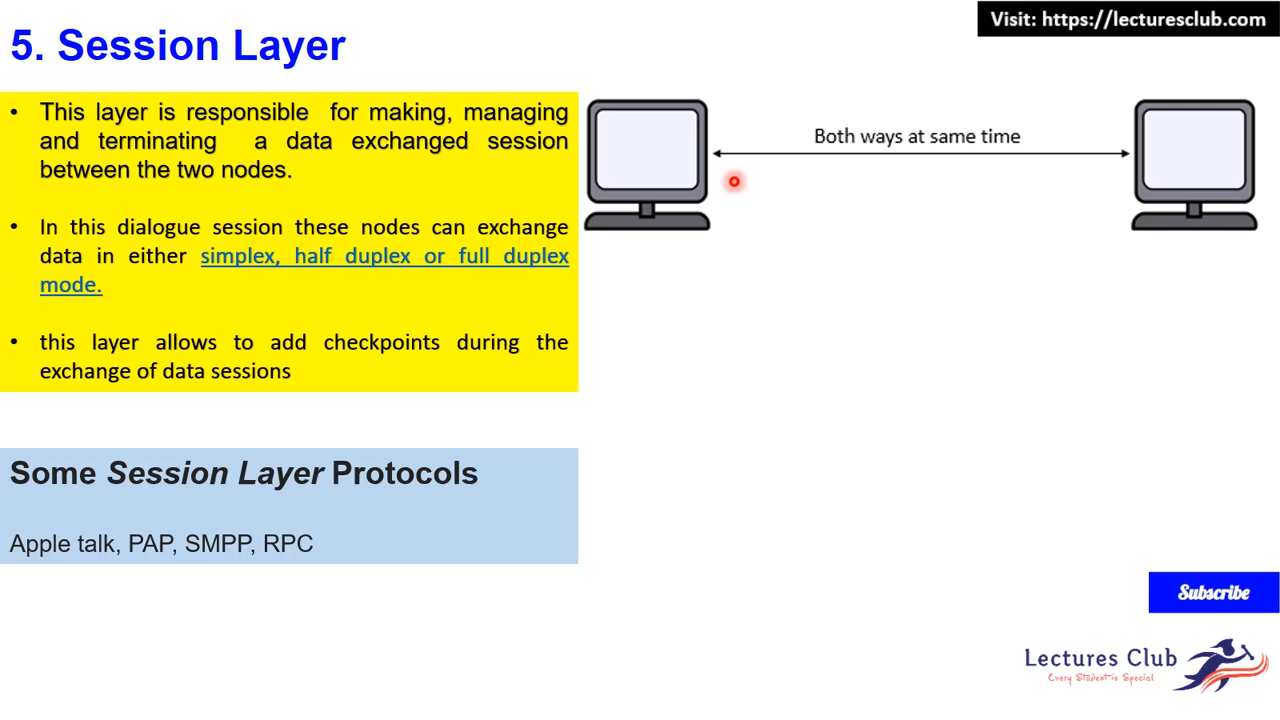 Visit: https://lecturesclub.com
5. Session Layer
• This layer is responsible for making, managing
and terminating a data exchanged session
between the two nodes.
• In this dialogue session these nodes can exchange
data in either simplex, half duplex or full duplex
mode.
• this layer allows to add checkpoints during the
exchange of data sessions
Both ways at same time
Some Session Layer Protocols
Apple talk, PAP, SMPP, RPC
Subscribe
Lectures Club
Every Student is Special